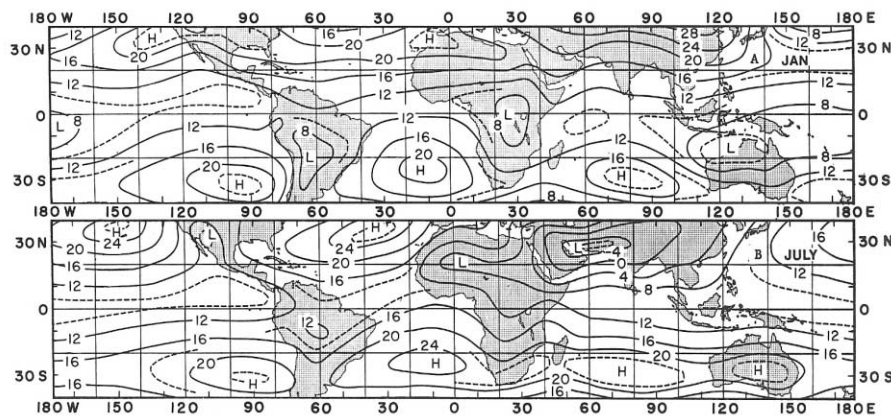 180 W 150 120 90 60 30 0 30 60 90 120 150 180 E
12 H 16 20 28 8
30 N 20 24 12 30 N
16 20 20 A JAN
16
12 12 12 12
12 8
0 L 8 12 8 L 8 0
12 8 12 16 12 L
16 L 20 16 8
20 H H H 12
30 S 8 30 S
180 W 150 120 90 60 30 0 30 60 90 120 150 180 E
H L H L 16
30 N 24 24 4 30 N
20 20 L 0 B JULY
16 16 4 12
12 8
0 0
12 12 12
16 16 16
20 24 20 20
30 S H H H H 30 S
16 20 16
180 W 150 120 90 60 30 0 30 60 90 120 150 180 E